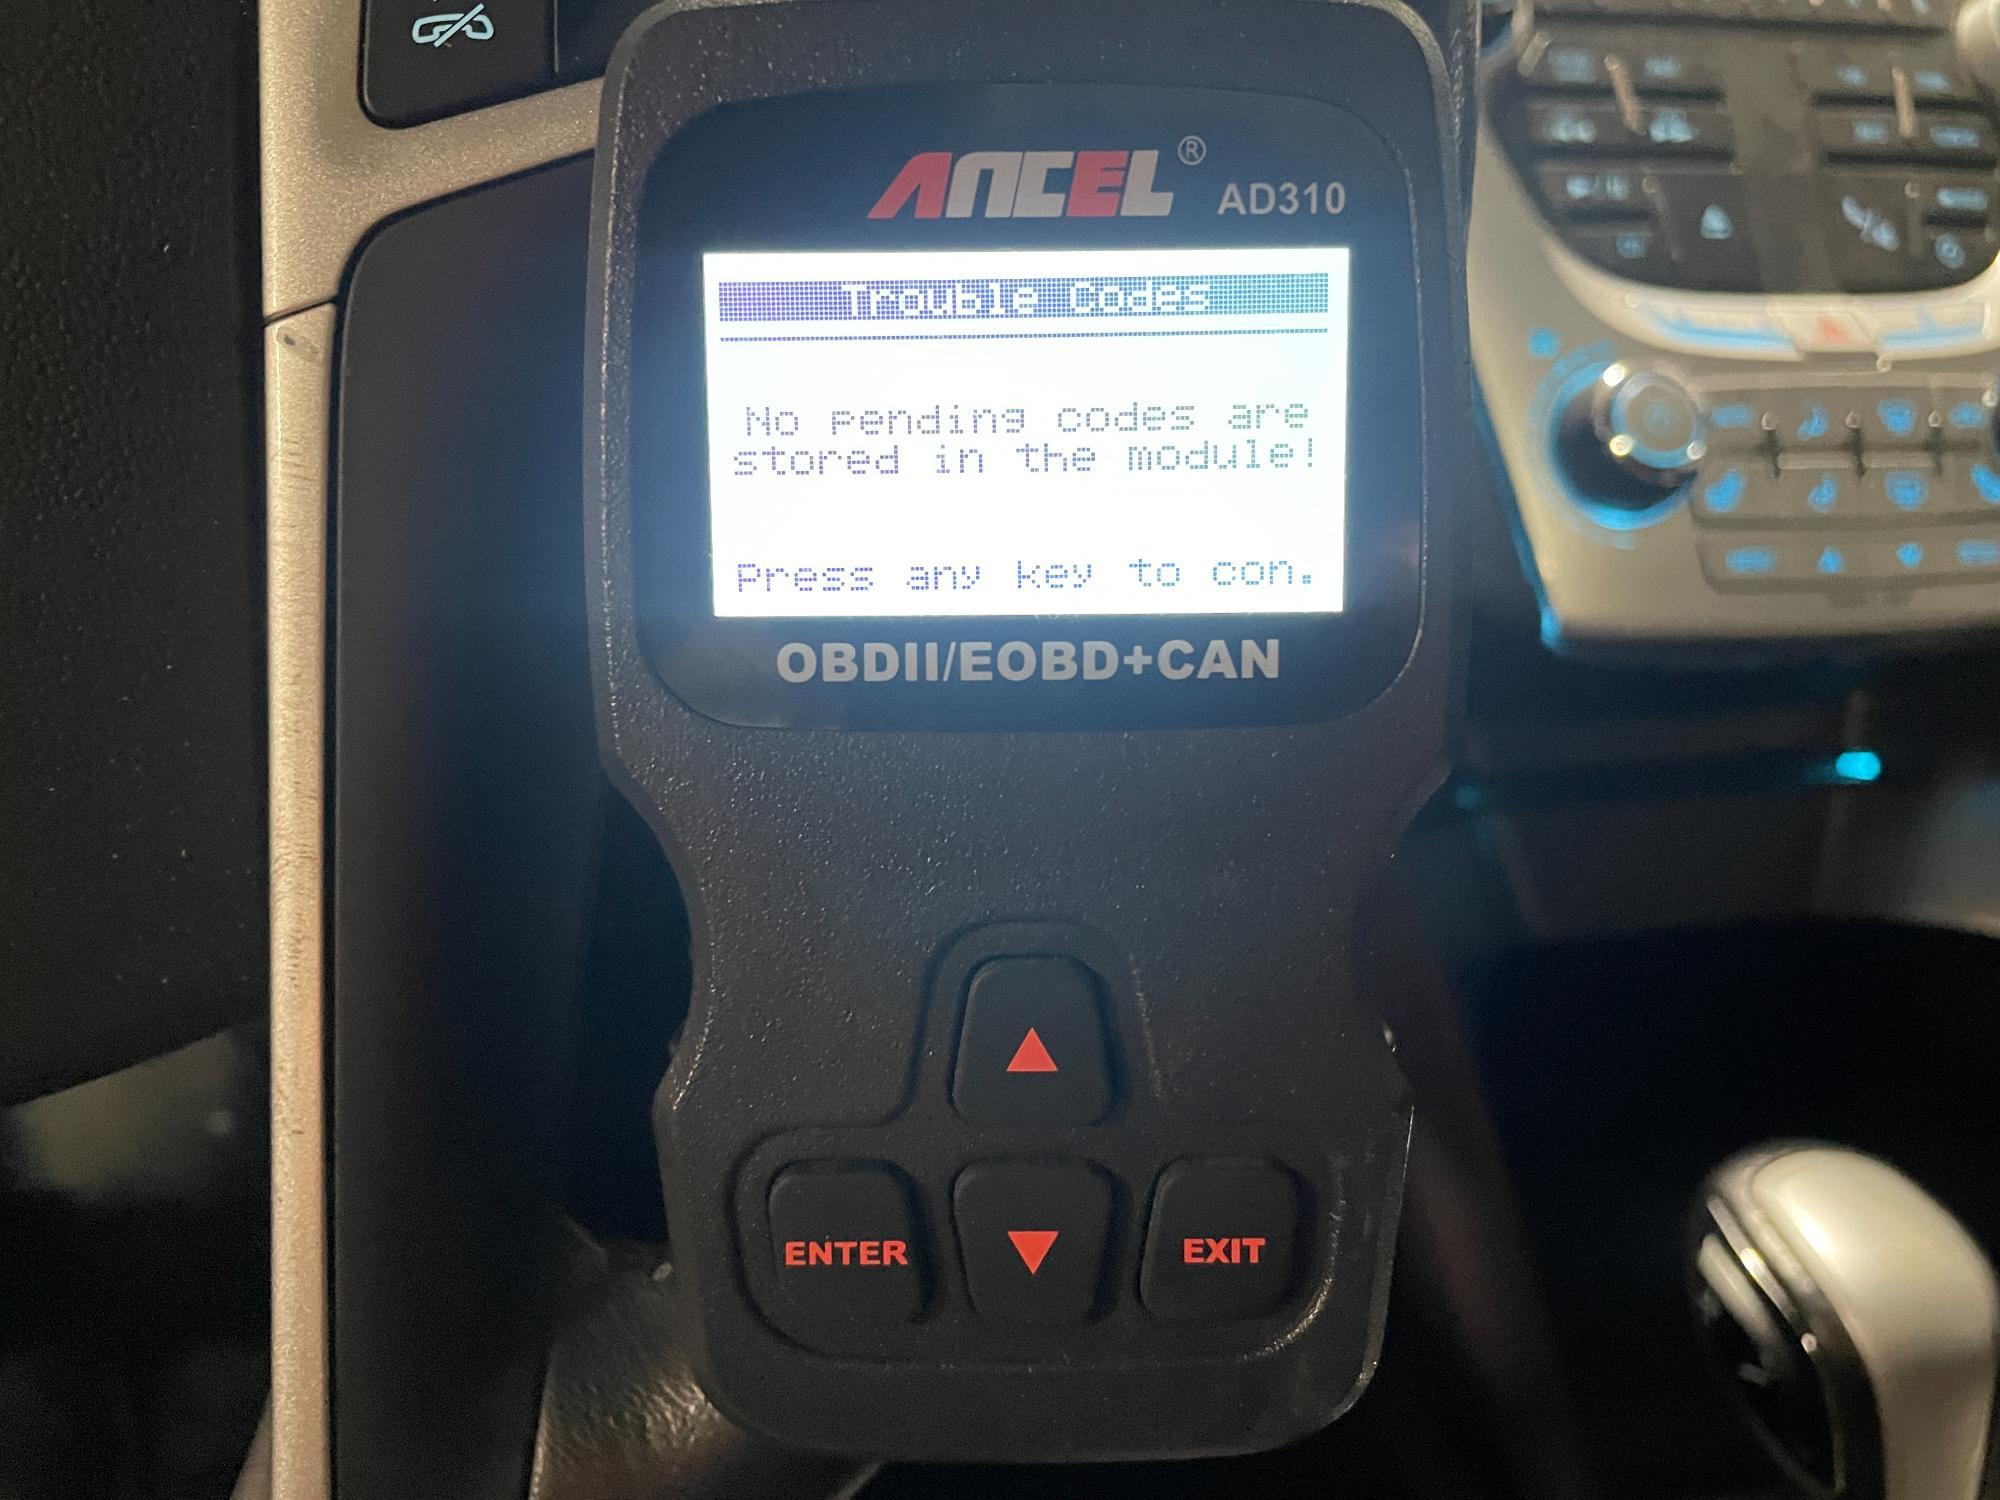 ANCEL®
AD310
Trouble Codes
No pending codes are
stored in the module!
Press any key to con.
OBDII/EOBD+CAN
ENTER
EXIT